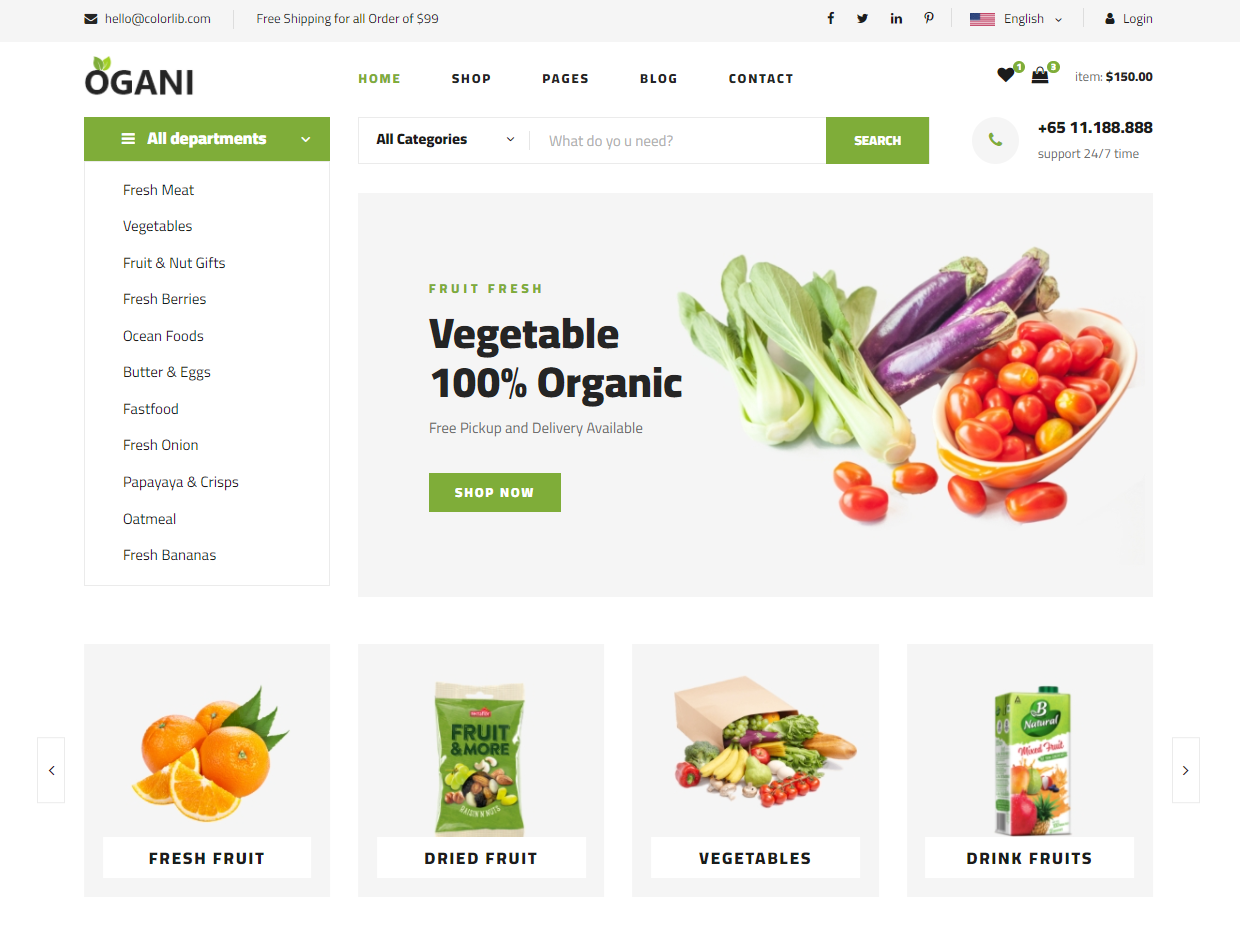 hello@colorlib.com
Free Shipping for all Order of $99
English
Login
OGANI
HOME
SHOP
PAGES
BLOG
CONTACT
1
3
item: $150.00
All departments
All Categories
What do yo u need?
SEARCH
+65 11.188.888
support 24/7 time
Fresh Meat
Vegetables
Fruit & Nut Gifts
Fresh Berries
Ocean Foods
Butter & Eggs
Fastfood
Fresh Onion
Papayaya & Crisps
Oatmeal
Fresh Bananas
FRUIT FRESH
Vegetable
100% Organic
Free Pickup and Delivery Available
SHOP NOW
FRUIT
& MORE
RAISIN N NUTS
B
Natural
Mixed Fruit
FRESH FRUIT
DRIED FRUIT
VEGETABLES
DRINK FRUITS